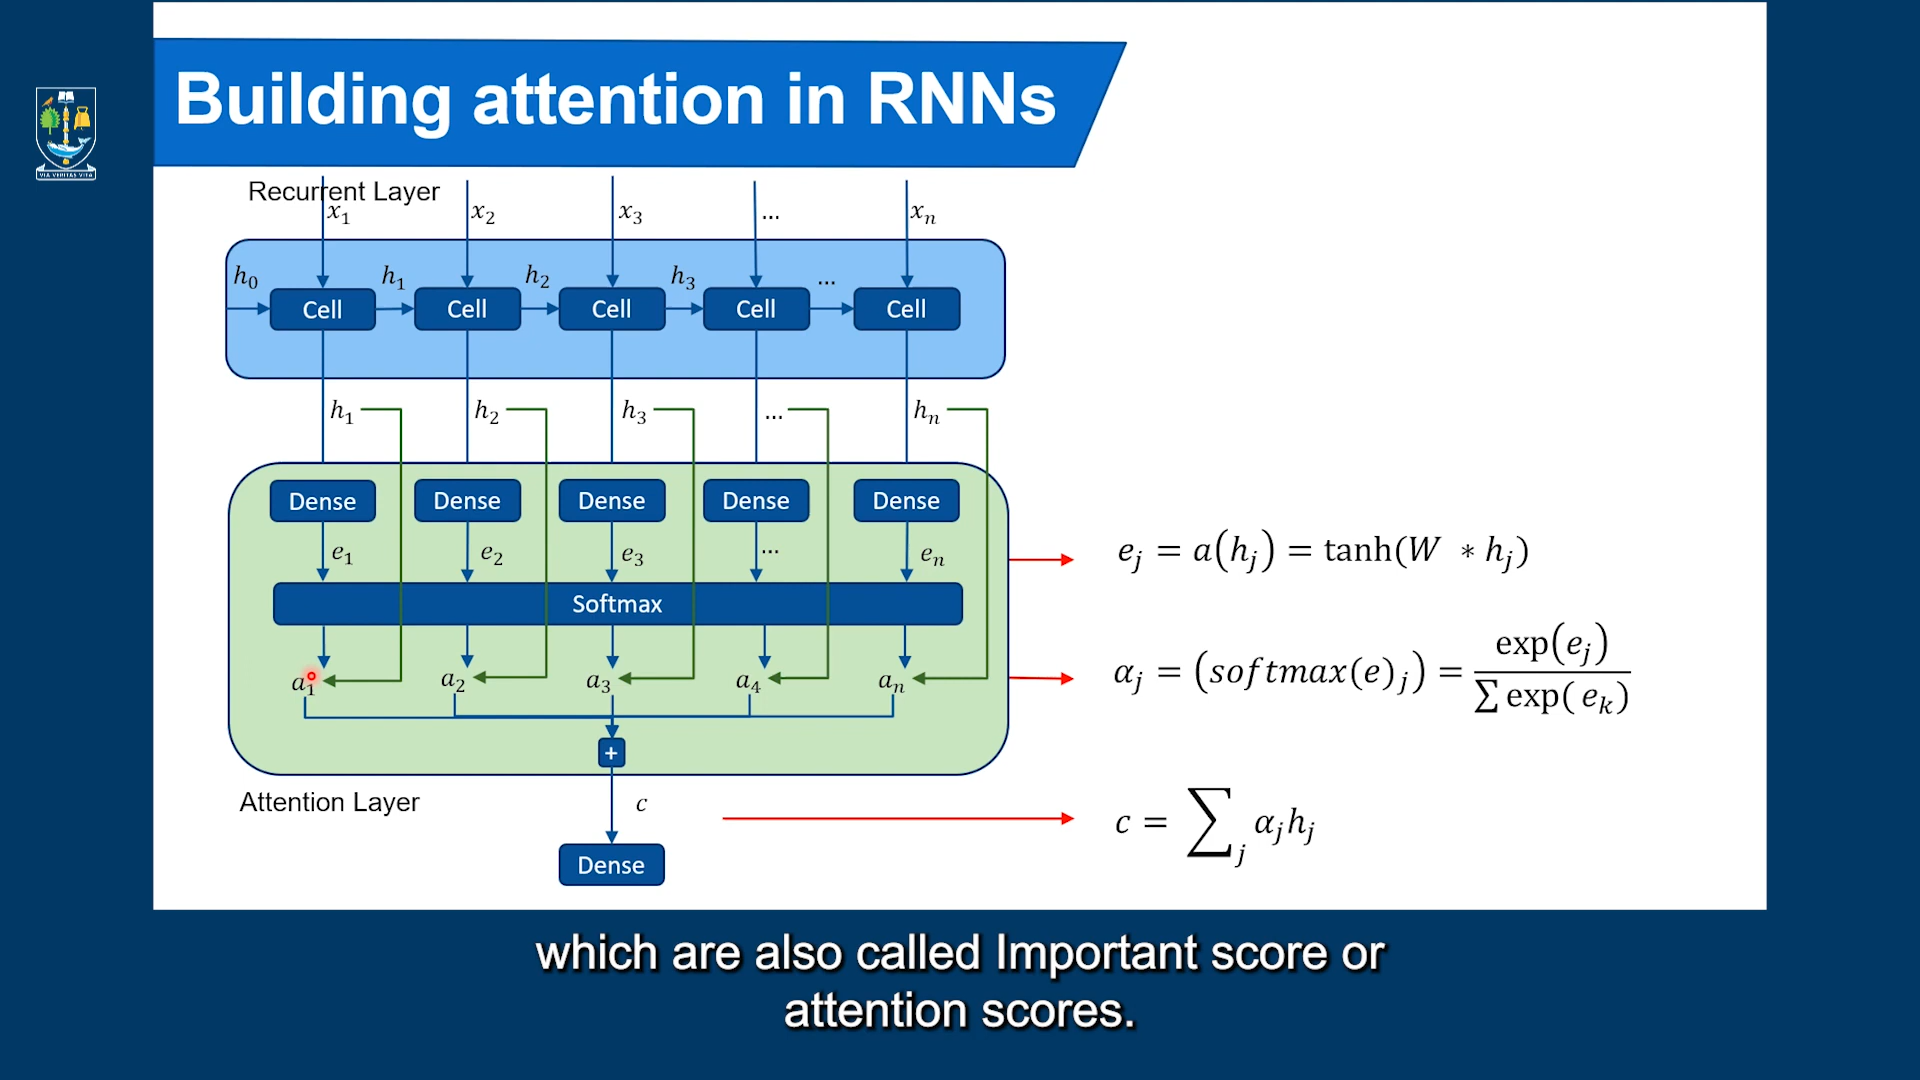 Building attention in RNNs
VIA VERITAS VITA
Recurrent Layer
x₁ x₂ x₃ ... xₙ
h₀ h₁ h₂ h₃ ...
Cell Cell Cell Cell Cell
h₁ h₂ h₃ ... hₙ
Dense Dense Dense Dense Dense
e₁ e₂ e₃ ... eₙ
eⱼ = a(hⱼ) = tanh(W * hⱼ)
Softmax
a₁ a₂ a₃ a₄ aₙ
αⱼ = (softmax(e)ⱼ) = exp(eⱼ) / ∑ exp( eₖ)
+
Attention Layer
c
c = ∑ⱼ αⱼhⱼ
Dense
which are also called Important score or
attention scores.